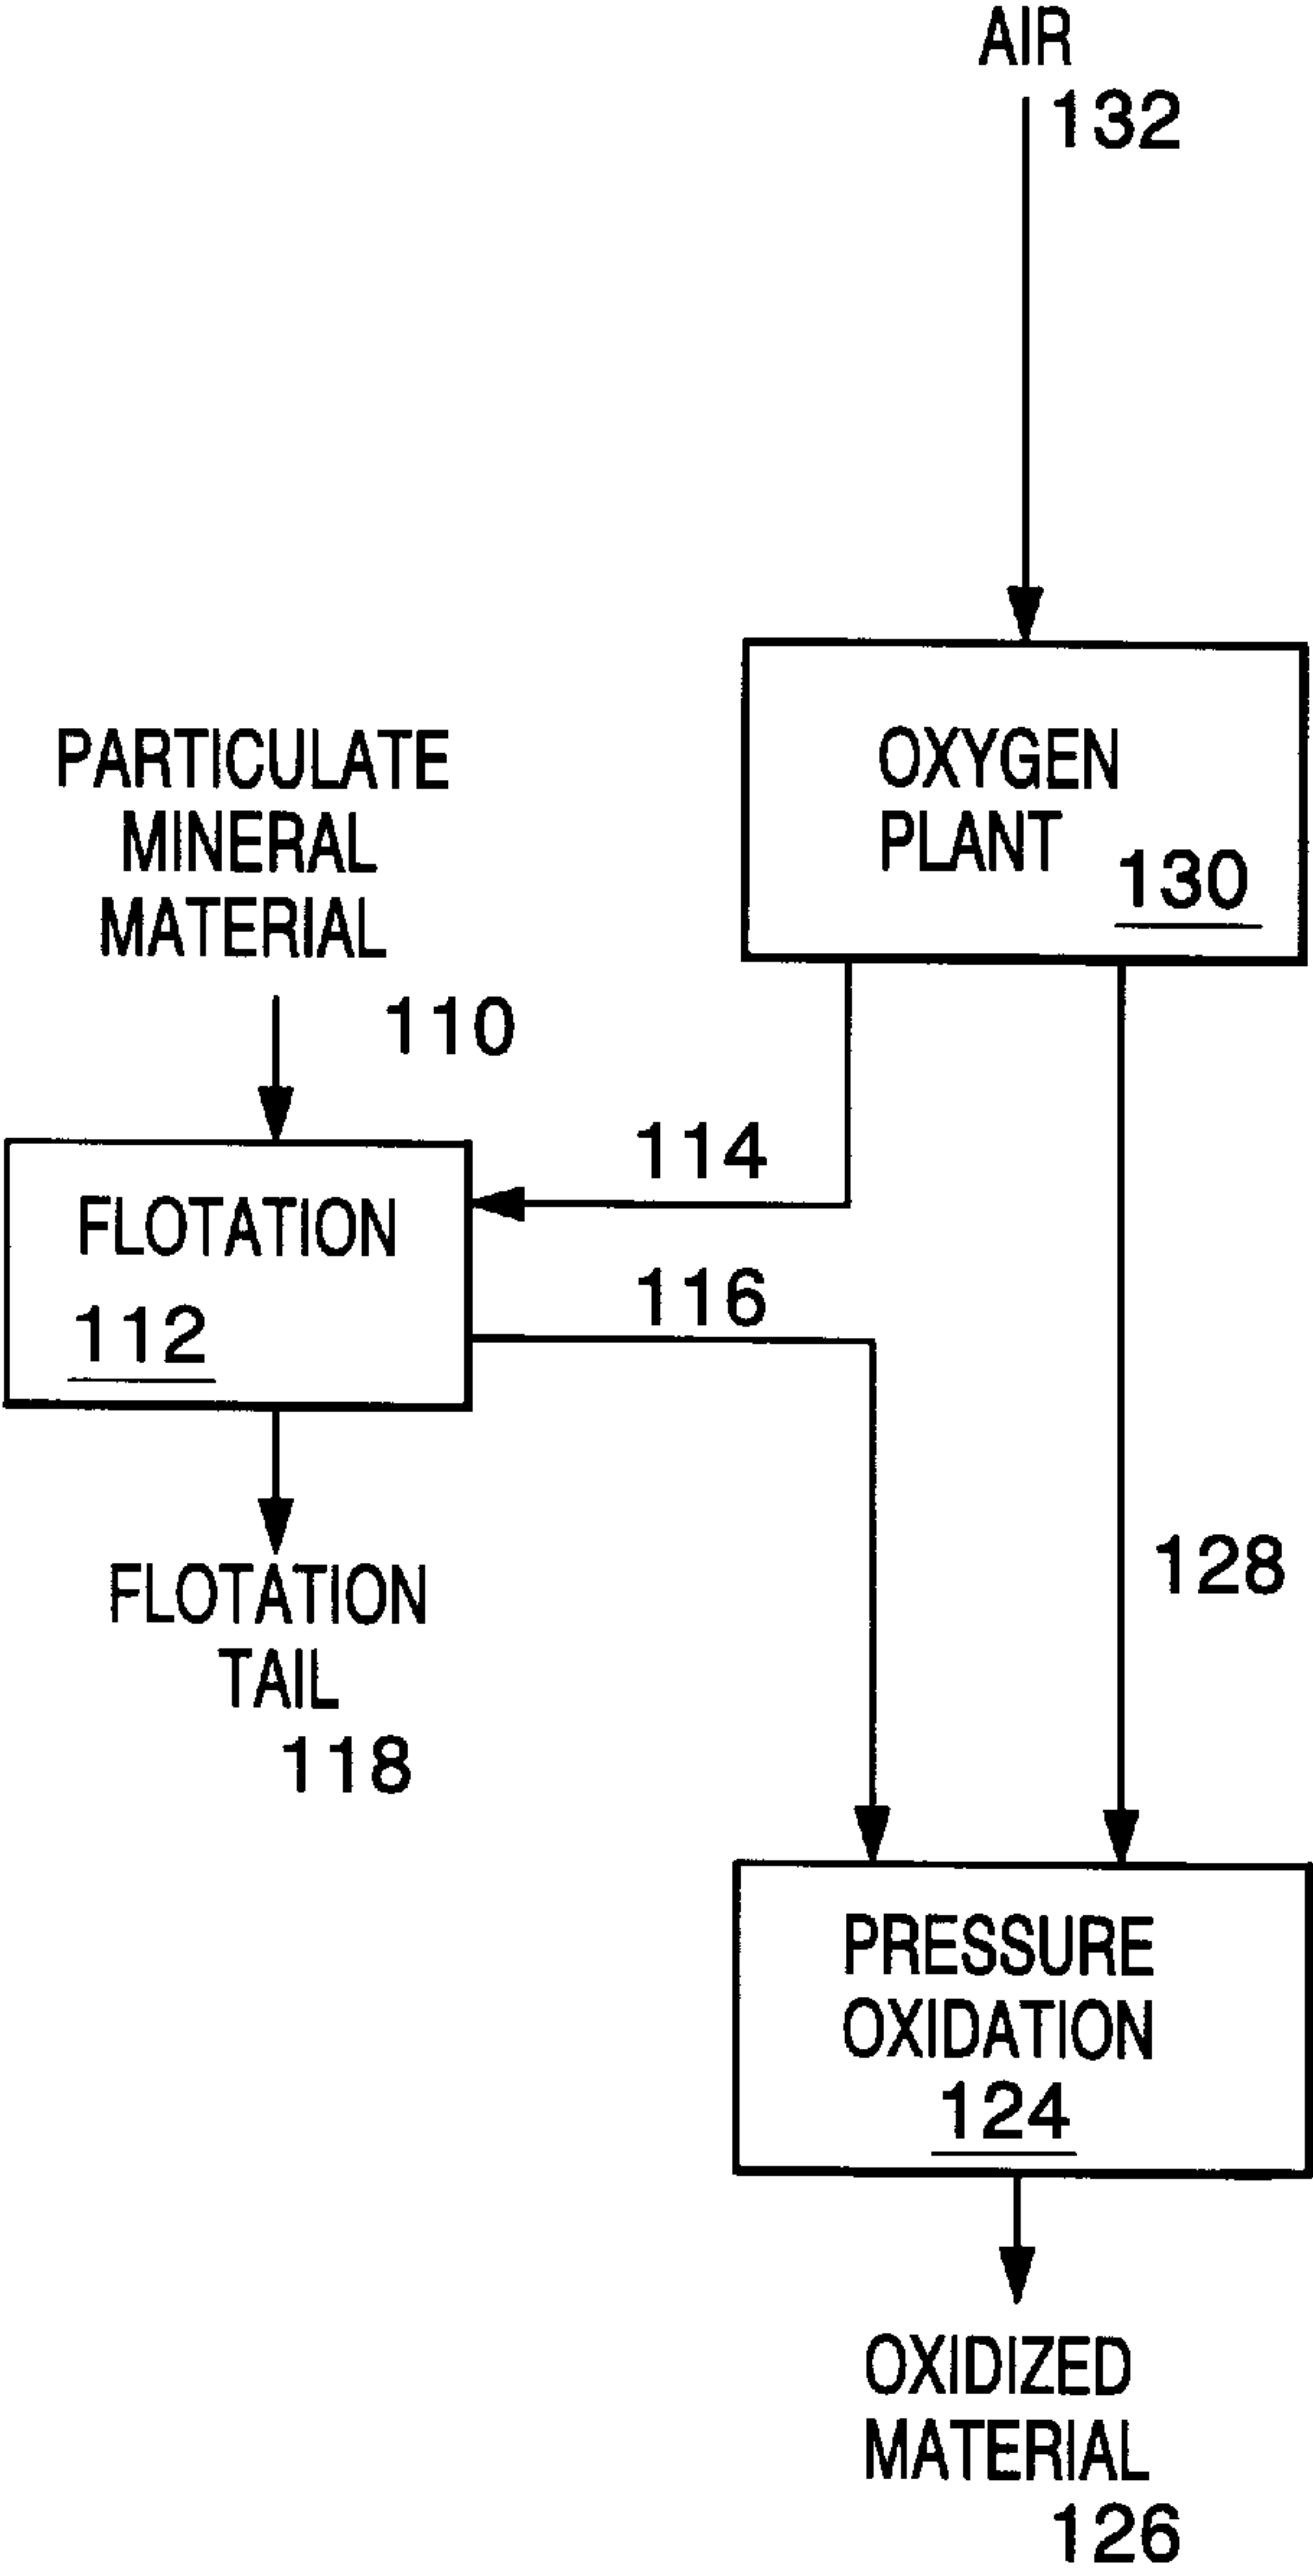 AIR
132
OXYGEN
PLANT
130
PARTICULATE
MINERAL
MATERIAL
110
114
FLOTATION
112
116
FLOTATION
TAIL
118
128
PRESSURE
OXIDATION
124
OXIDIZED
MATERIAL
126